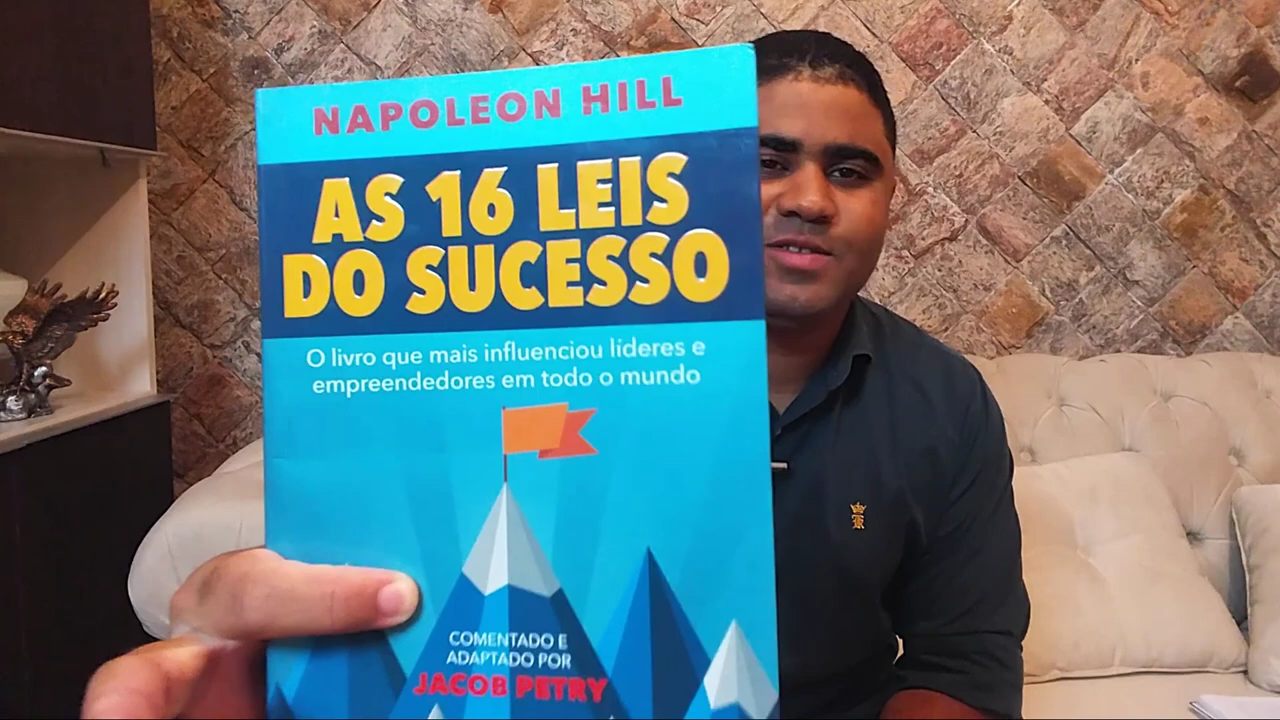 NAPOLEON HILL
AS 16 LEIS
DO SUCESSO
O livro que mais influenciou líderes e
empreendedores em todo o mundo
COMENTADO E
ADAPTADO POR
JACOB PETRY